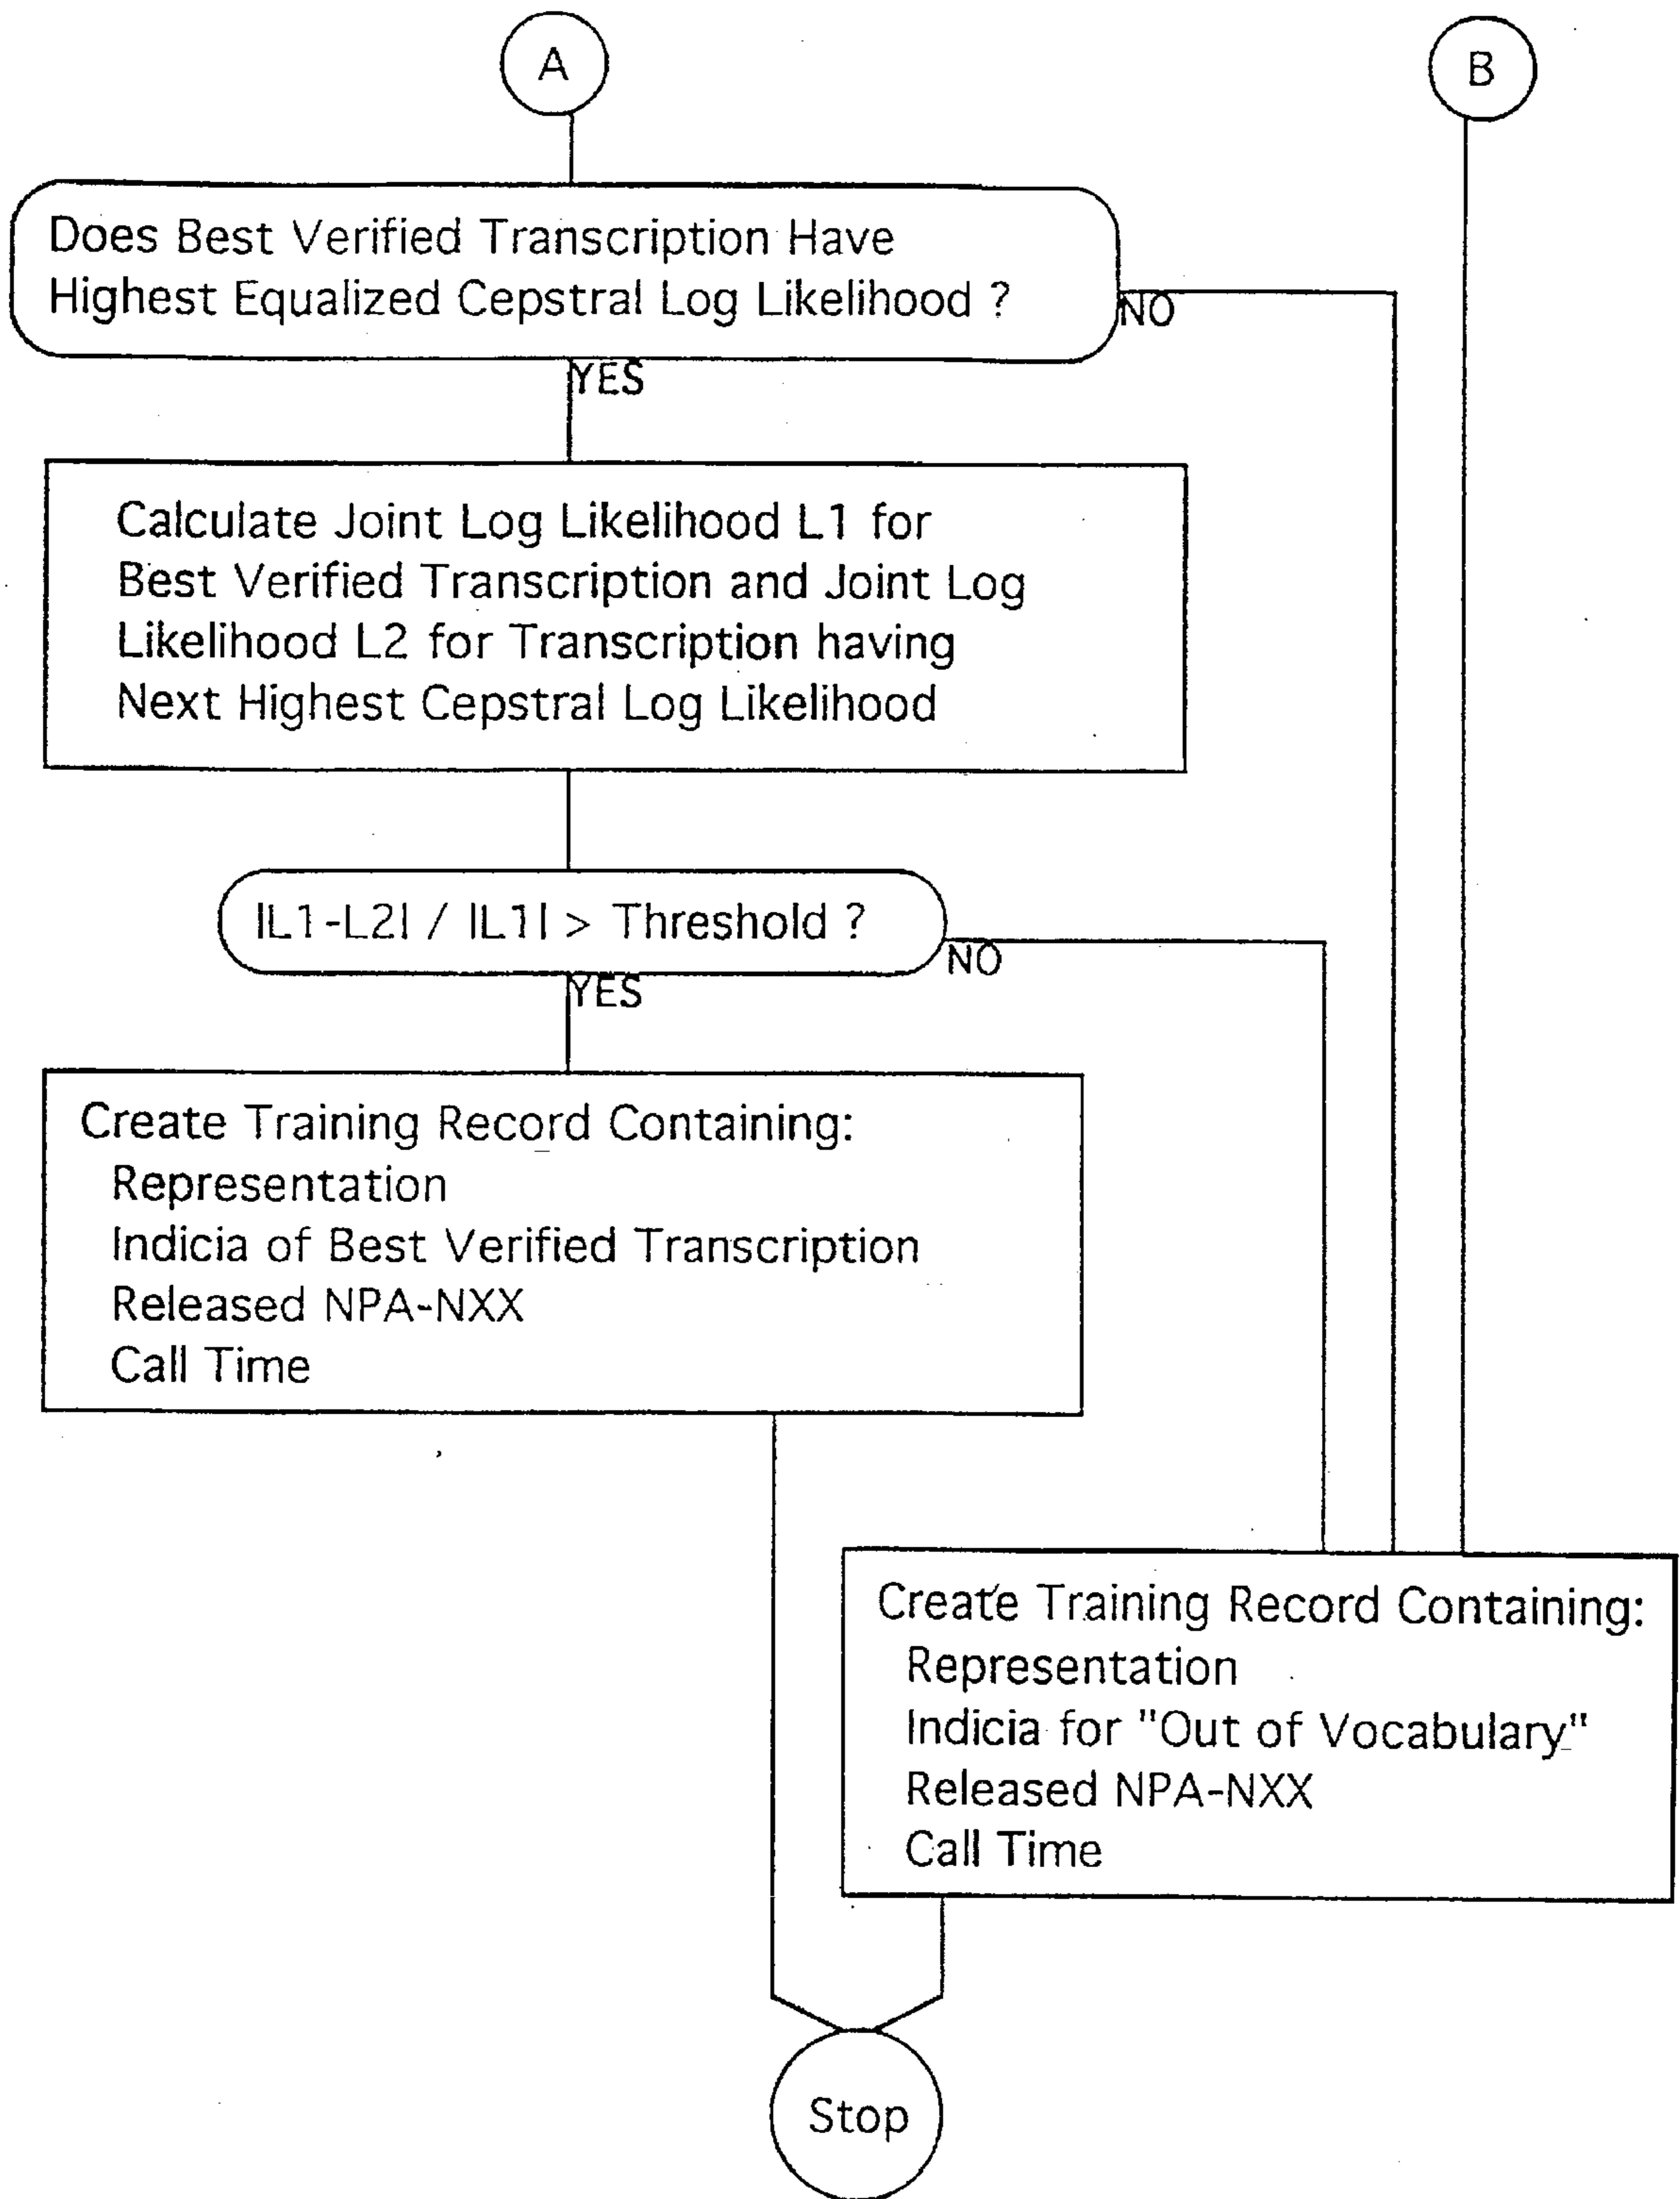 A
B
Does Best Verified Transcription Have
Highest Equalized Cepstral Log Likelihood ?
NO
YES
Calculate Joint Log Likelihood L1 for
Best Verified Transcription and Joint Log
Likelihood L2 for Transcription having
Next Highest Cepstral Log Likelihood
|L1-L2| / |L1| > Threshold ?
NO
YES
Create Training Record Containing:
Representation
Indicia of Best Verified Transcription
Released NPA-NXX
Call Time
Create Training Record Containing:
Representation
Indicia for "Out of Vocabulary"
Released NPA-NXX
Call Time
Stop